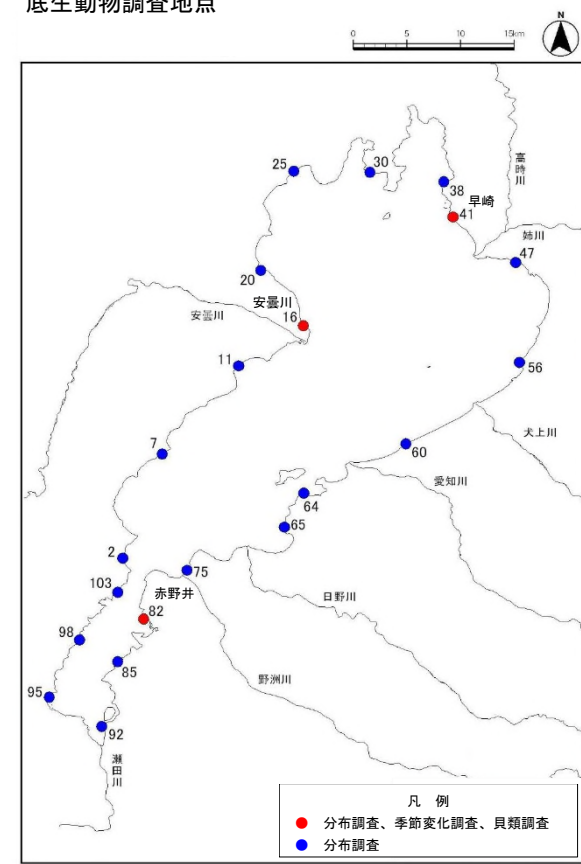 底生動物調査地点
N
0 5 10 15km
25
30
38
早崎
41
高時川
姉川
47
20
安曇川
安曇川
16
11
56
犬上川
7
60
愛知川
64
65
2
75
103
赤野井
82
日野川
98
85
野洲川
95
92
瀬田川
凡 例
分布調査、季節変化調査、貝類調査
分布調査